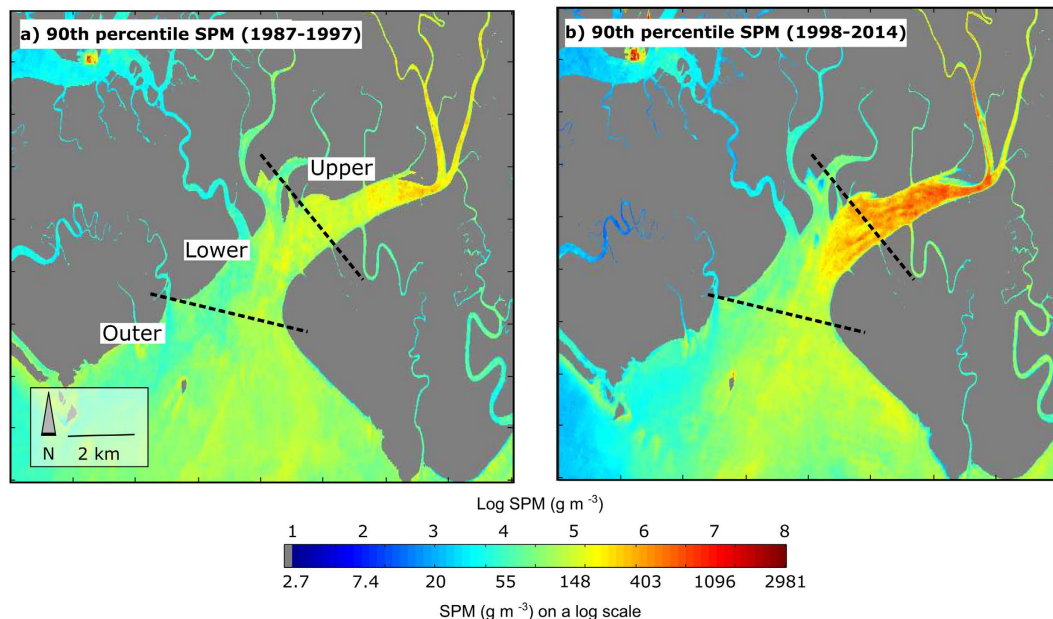 a) 90th percentile SPM (1987-1997)
b) 90th percentile SPM (1998-2014)
Upper
Lower
Outer
N
2 km
Log SPM (g m -3)
1 2 3 4 5 6 7 8
2.7 7.4 20 55 148 403 1096 2981
SPM (g m -3) on a log scale